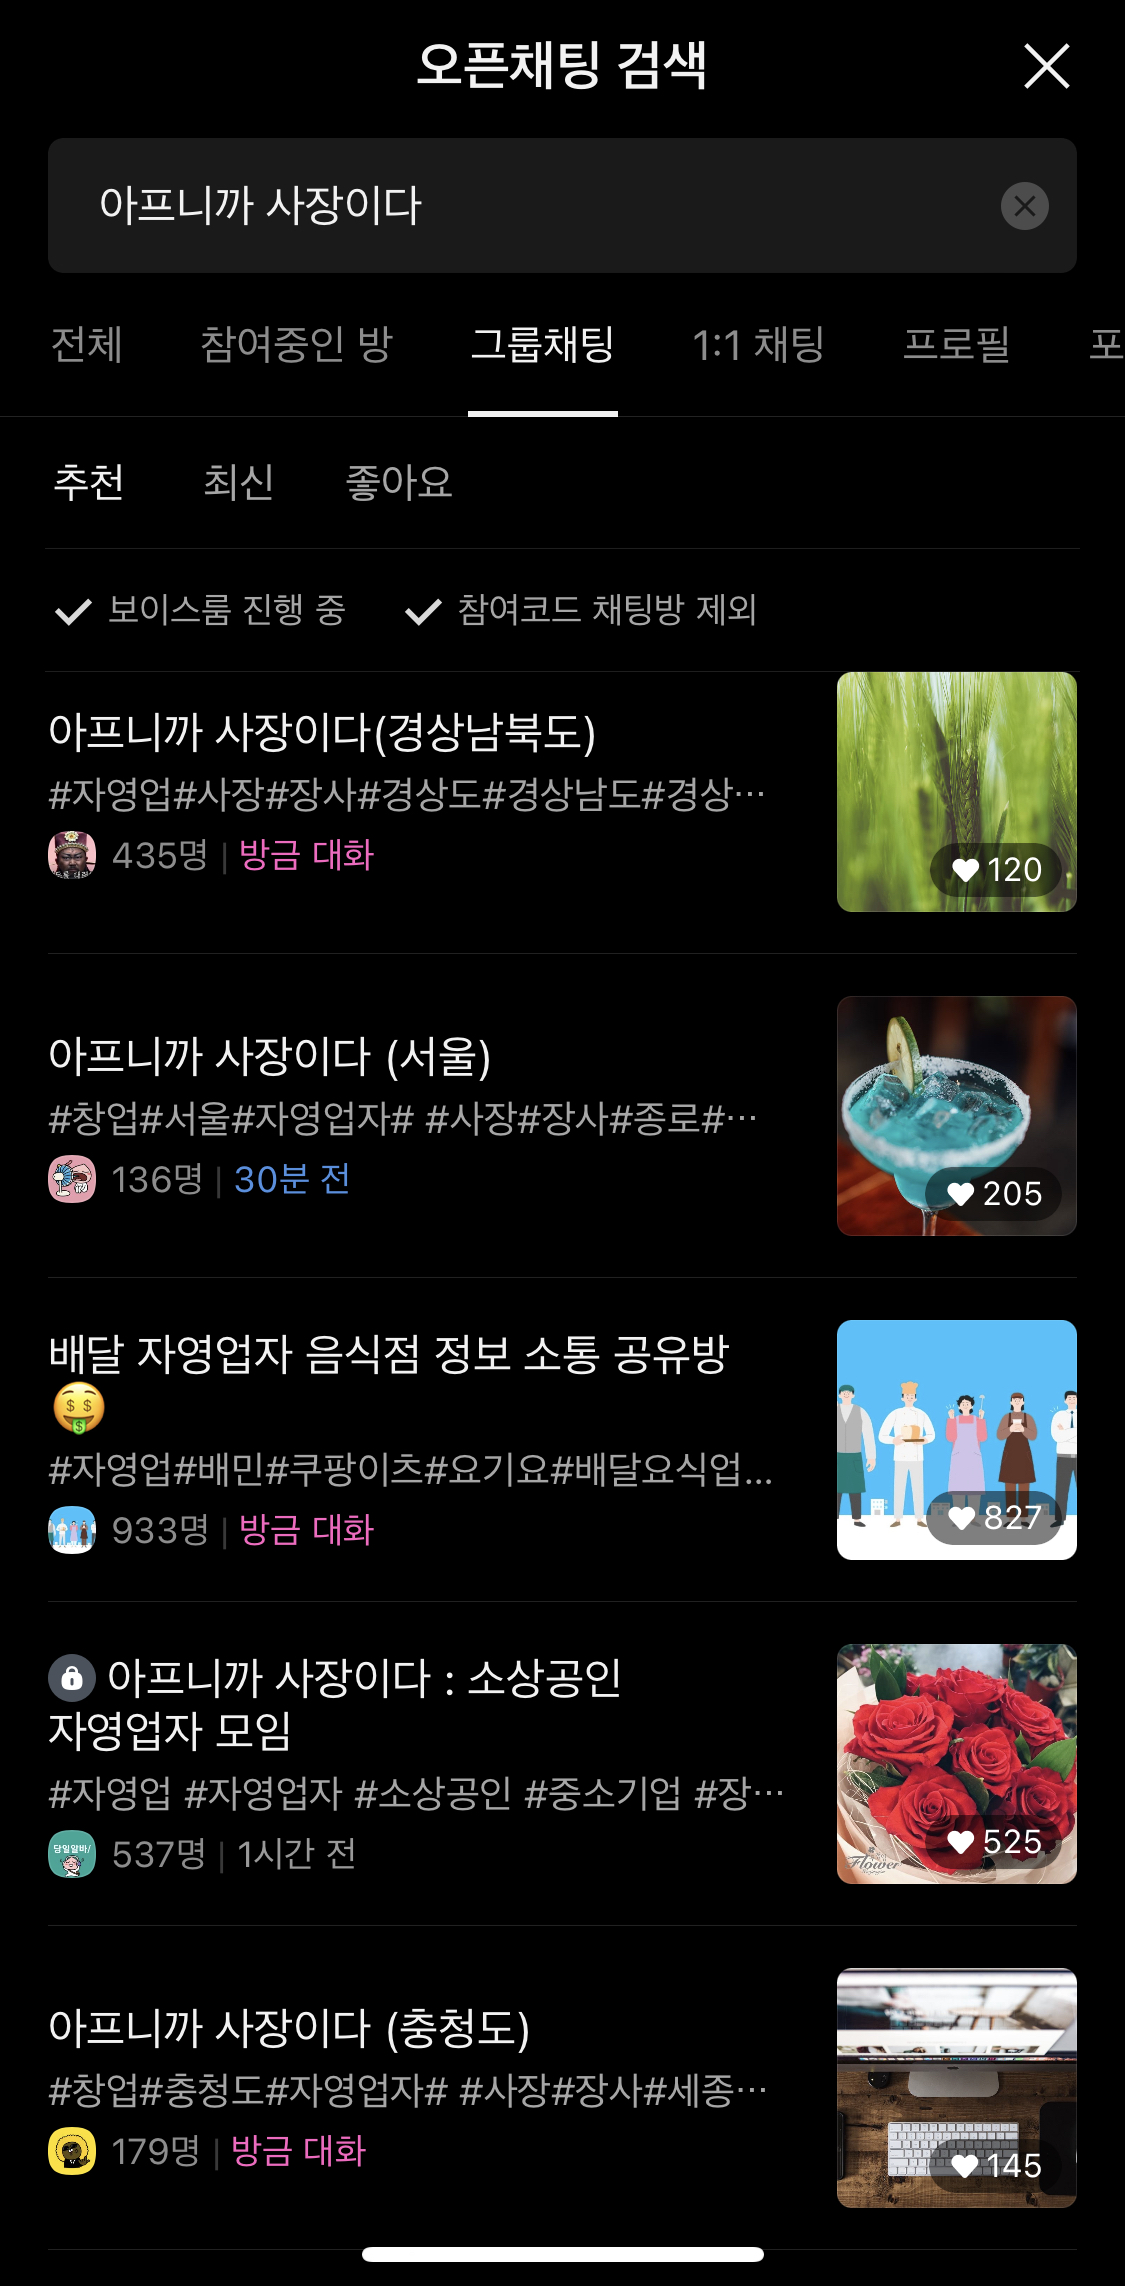 오픈채팅 검색
아프니까 사장이다
전체 참여중인 방 그룹채팅 1:1 채팅 프로필 포
추천 최신 좋아요
보이스룸 진행 중 참여코드 채팅방 제외
아프니까 사장이다(경상남북도)
#자영업#사장#장사#경상도#경상남도#경상…
435명 | 방금 대화
120
아프니까 사장이다 (서울)
#창업#서울#자영업자# #사장#장사#종로#…
136명 | 30분 전
205
배달 자영업자 음식점 정보 소통 공유방
🤑
#자영업#배민#쿠팡이츠#요기요#배달요식업...
933명 | 방금 대화
827
아프니까 사장이다 : 소상공인
자영업자 모임
#자영업 #자영업자 #소상공인 #중소기업 #장…
당일알바/
537명 | 1시간 전
525
Flower
아프니까 사장이다 (충청도)
#창업#충청도#자영업자# #사장#장사#세종…
179명 | 방금 대화
145